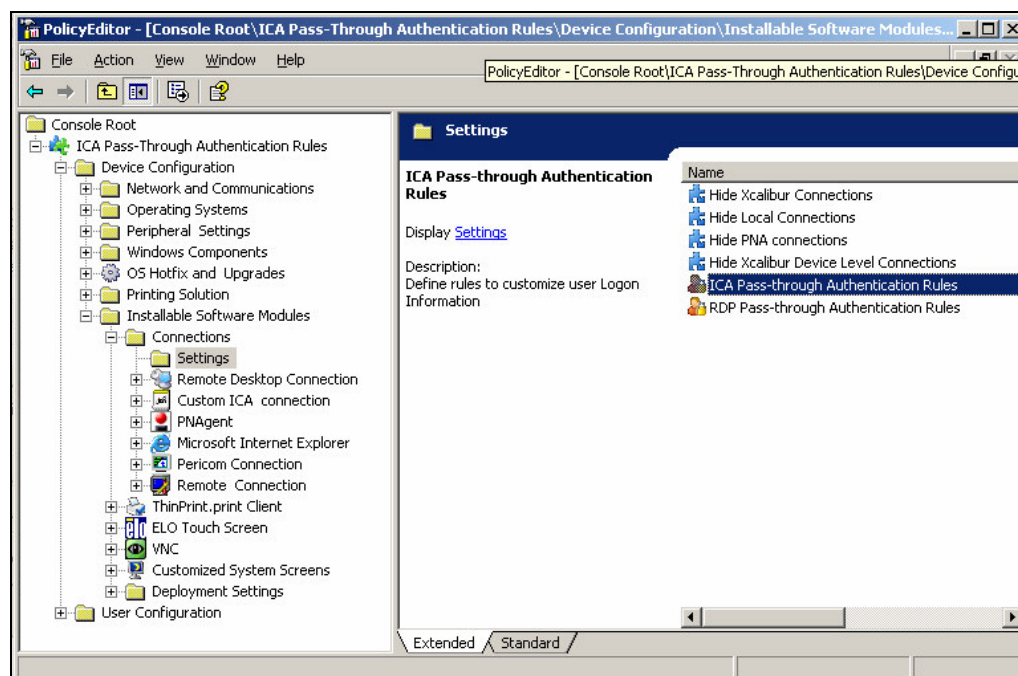 PolicyEditor - [Console Root\ICA Pass-Through Authentication Rules\Device Configuration\Installable Software Modules...
File Action View Window Help
PolicyEditor - [Console Root\ICA Pass-Through Authentication Rules\Device Configu
Console Root
ICA Pass-Through Authentication Rules
Device Configuration
Network and Communications
Operating Systems
Peripheral Settings
Windows Components
OS Hotfix and Upgrades
Printing Solution
Installable Software Modules
Connections
Settings
Remote Desktop Connection
Custom ICA connection
PNAgent
Microsoft Internet Explorer
Pericom Connection
Remote Connection
ThinPrint.print Client
elo ELO Touch Screen
VNC
Customized System Screens
Deployment Settings
User Configuration
Settings
ICA Pass-through Authentication
Rules
Display Settings
Description:
Define rules to customize user Logon
Information
Name
Hide Xcalibur Connections
Hide Local Connections
Hide PNA connections
Hide Xcalibur Device Level Connections
ICA Pass-through Authentication Rules
RDP Pass-through Authentication Rules
Extended Standard